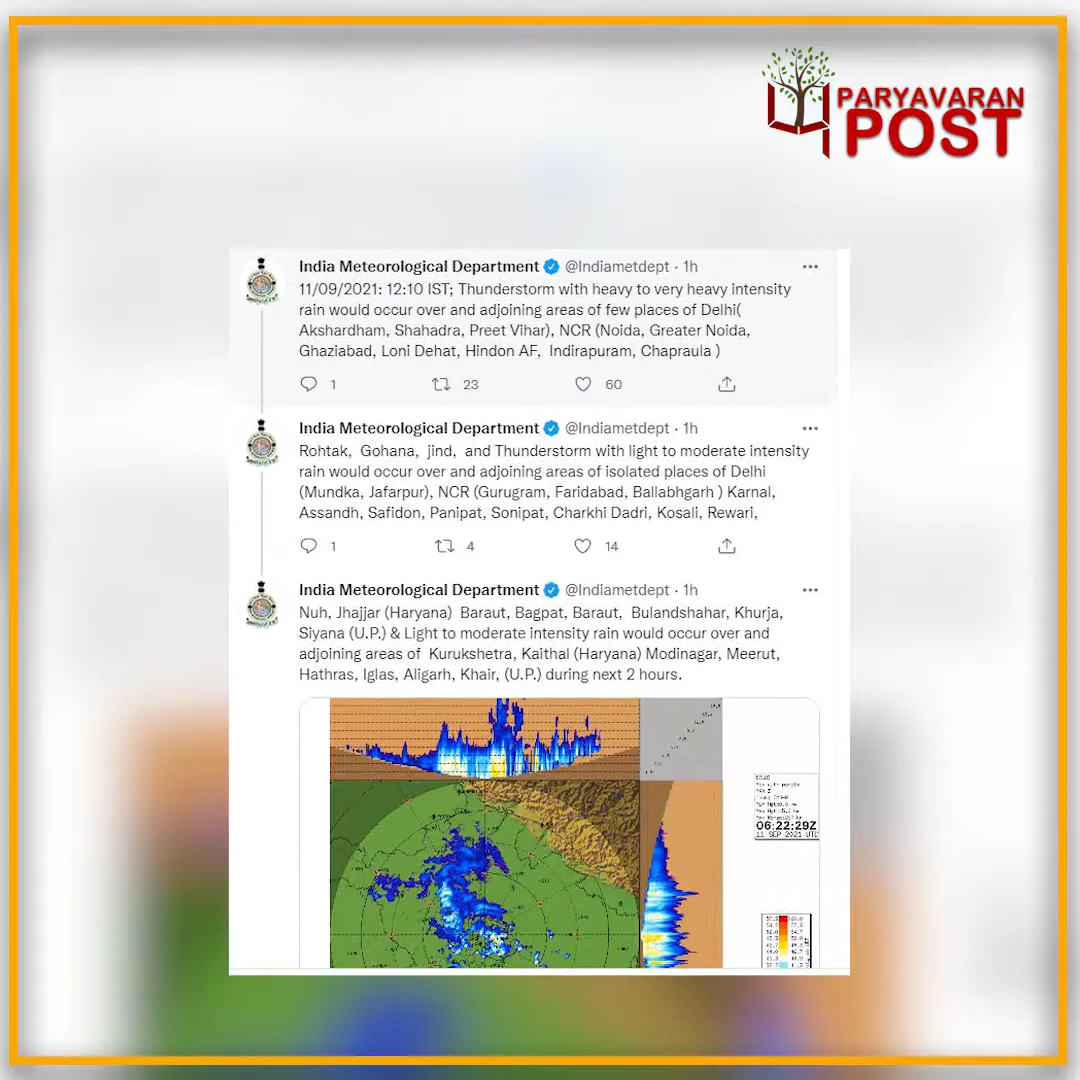 PARYAVARAN
POST
India Meteorological Department @Indiametdept · 1h
11/09/2021: 12:10 IST; Thunderstorm with heavy to very heavy intensity
rain would occur over and adjoining areas of few places of Delhi(
Akshardham, Shahadra, Preet Vihar), NCR (Noida, Greater Noida,
Ghaziabad, Loni Dehat, Hindon AF, Indirapuram, Chapraula )
1 23 60
India Meteorological Department @Indiametdept · 1h
Rohtak, Gohana, jind, and Thunderstorm with light to moderate intensity
rain would occur over and adjoining areas of isolated places of Delhi
(Mundka, Jafarpur), NCR (Gurugram, Faridabad, Ballabhgarh ) Karnal,
Assandh, Safidon, Panipat, Sonipat, Charkhi Dadri, Kosali, Rewari,
1 4 14
India Meteorological Department @Indiametdept · 1h
Nuh, Jhajjar (Haryana) Baraut, Bagpat, Baraut, Bulandshahar, Khurja,
Siyana (U.P.) & Light to moderate intensity rain would occur over and
adjoining areas of Kurukshetra, Kaithal (Haryana) Modinagar, Meerut,
Hathras, Iglas, Aligarh, Khair, (U.P.) during next 2 hours.
06:22:29Z
11 SEP 2021 UTC